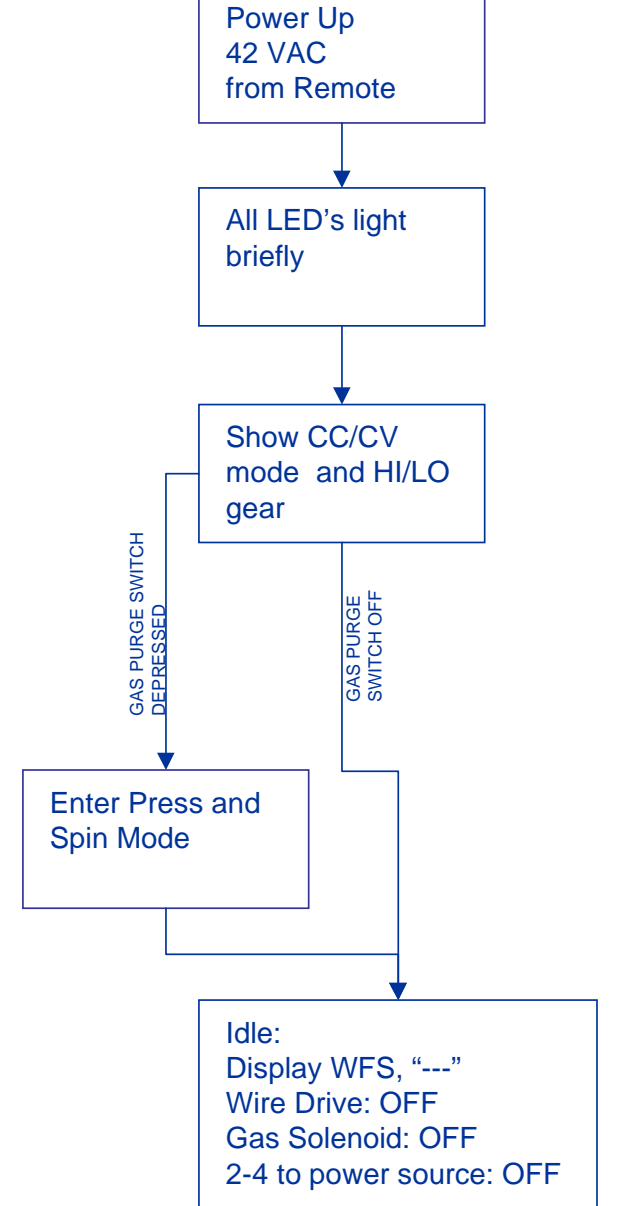 Power Up
42 VAC
from Remote
All LED’s light
briefly
Show CC/CV
mode  and HI/LO
gear
GAS PURGE SWITCH
DEPRESSED
GAS PURGE
SWITCH OFF
Enter Press and
Spin Mode
Idle:
Display WFS, “---”
Wire Drive: OFF
Gas Solenoid: OFF
2-4 to power source: OFF